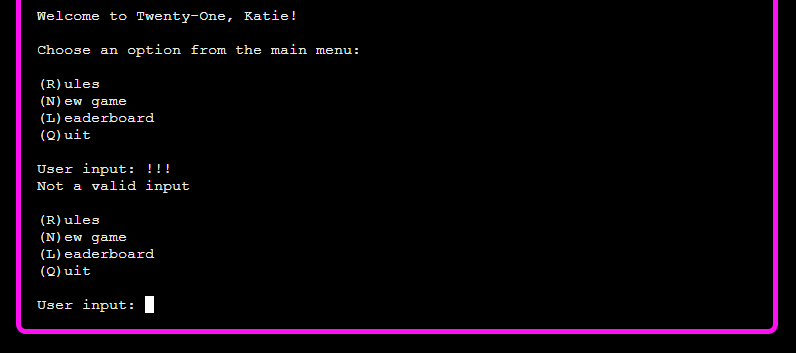 Welcome to Twenty-One, Katie!
Choose an option from the main menu:
(R)ules
(N)ew game
(L)eaderboard
(Q)uit
User input: !!!
Not a valid input
(R)ules
(N)ew game
(L)eaderboard
(Q)uit
User input: